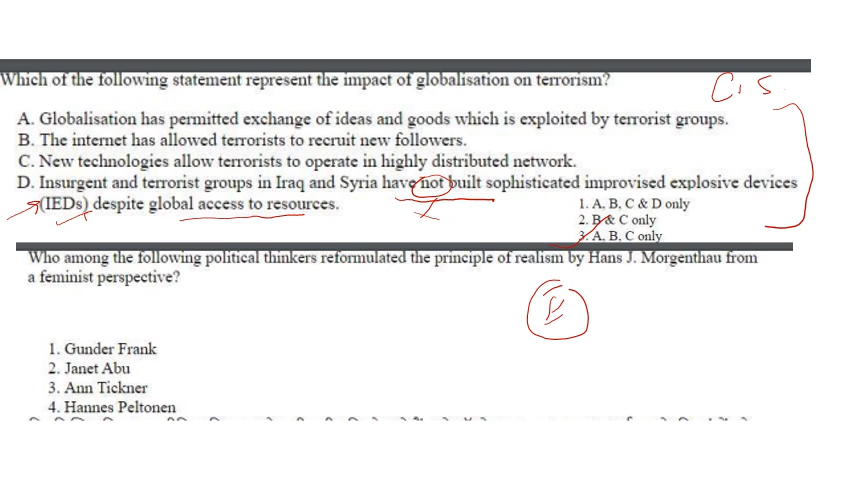 Which of the following statement represent the impact of globalisation on terrorism?
C, S.
A. Globalisation has permitted exchange of ideas and goods which is exploited by terrorist groups.
B. The internet has allowed terrorists to recruit new followers.
C. New technologies allow terrorists to operate in highly distributed network.
D. Insurgent and terrorist groups in Iraq and Syria have not built sophisticated improvised explosive devices
(IEDs) despite global access to resources.
1. A, B, C & D only
2. B & C only
3. A, B, C only
Who among the following political thinkers reformulated the principle of realism by Hans J. Morgenthau from
a feminist perspective?
1. Gunder Frank
2. Janet Abu
3. Ann Tickner
4. Hannes Peltonen